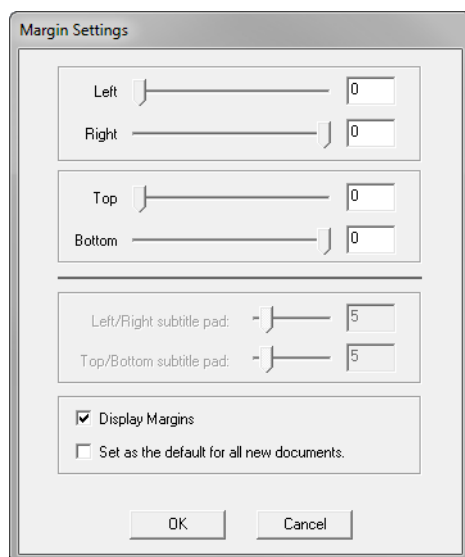 Margin Settings
Left 0
Right 0
Top 0
Bottom 0
Left/Right subtitle pad: 5
Top/Bottom subtitle pad: 5
Display Margins
Set as the default for all new documents.
OK Cancel